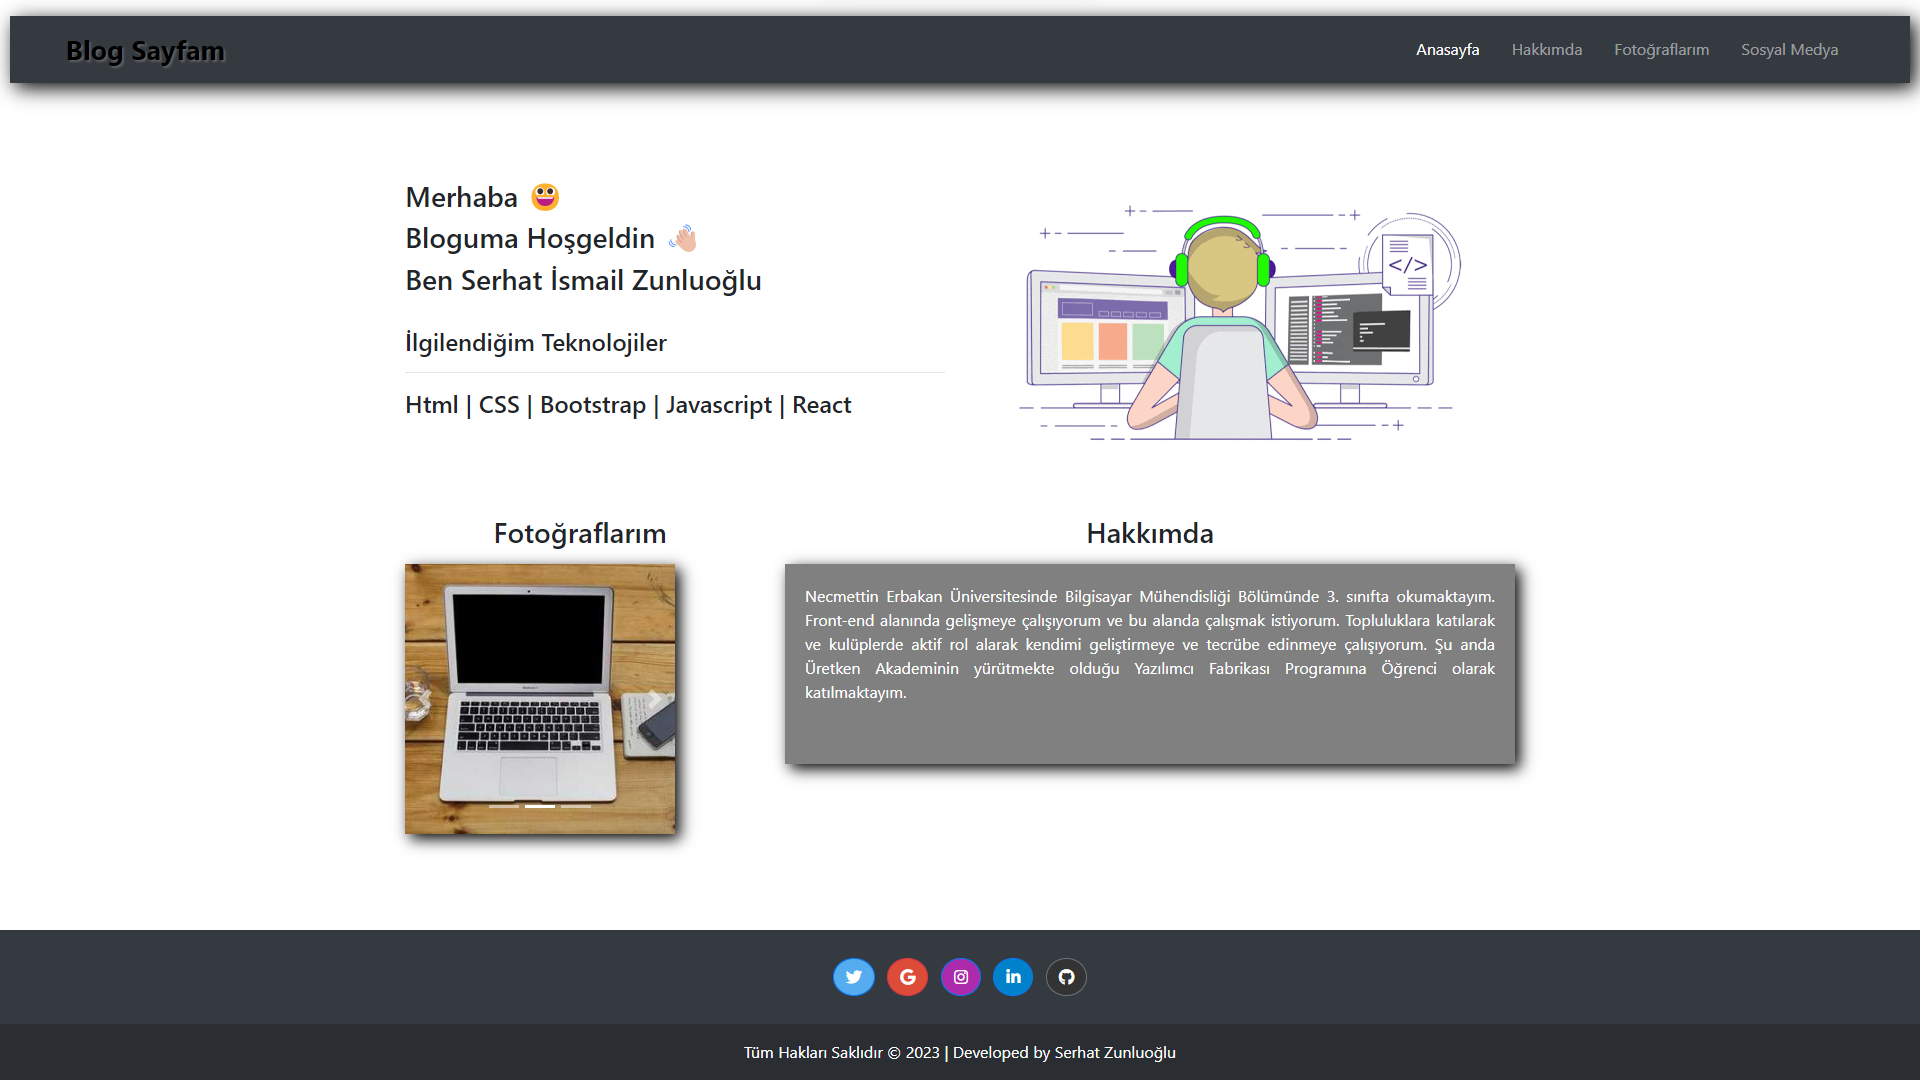 Blog Sayfam
Anasayfa
Hakkımda
Fotoğraflarım
Sosyal Medya
Merhaba 😀
Bloguma Hoşgeldin 👋🏻
Ben Serhat İsmail Zunluoğlu
İlgilendiğim Teknolojiler
Html | CSS | Bootstrap | Javascript | React
</>
Fotoğraflarım
Hakkımda
Necmettin Erbakan Üniversitesinde Bilgisayar Mühendisliği Bölümünde 3. sınıfta okumaktayım.
Front-end alanında gelişmeye çalışıyorum ve bu alanda çalışmak istiyorum. Topluluklara katılarak
ve kulüplerde aktif rol alarak kendimi geliştirmeye ve tecrübe edinmeye çalışıyorum. Şu anda
Üretken Akademinin yürütmekte olduğu Yazılımcı Fabrikası Programına Öğrenci olarak
katılmaktayım.
Tüm Hakları Saklıdır © 2023 | Developed by Serhat Zunluoğlu